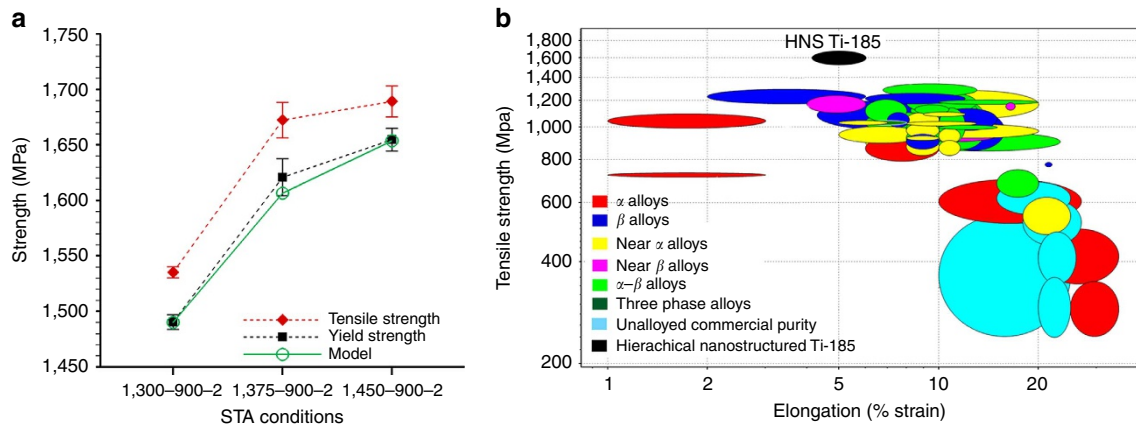 a
1,750
1,700
1,650
1,600
1,550
1,500
1,450
Strength (MPa)
Tensile strength
Yield strength
Model
1,300–900–2 1,375–900–2 1,450–900–2
STA conditions
b
HNS Ti-185
1,800
1,600
1,400
1,200
1,000
800
600
400
200
Tensile strength (Mpa)
α alloys
β alloys
Near α alloys
Near β alloys
α–β alloys
Three phase alloys
Unalloyed commercial purity
Hierachical nanostructured Ti-185
1 2 5 10 20
Elongation (% strain)